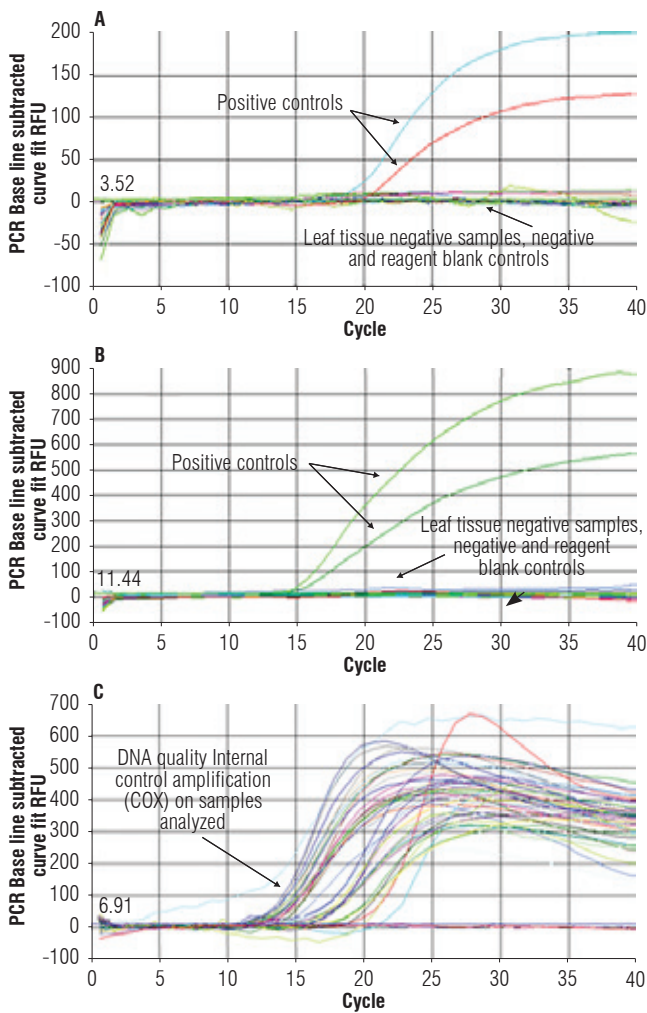 A
PCR Base line subtracted
curve fit RFU
200
150
100
50
0
-50
-100
3.52
Positive controls
Leaf tissue negative samples, negative
and reagent blank controls
0 5 10 15 20 25 30 35 40
Cycle
B
PCR Base line subtracted
curve fit RFU
900
800
700
600
500
400
300
200
100
0
-100
11.44
Positive controls
Leaf tissue negative samples,
negative and reagent
blank controls
0 5 10 15 20 25 30 35 40
Cycle
C
PCR Base line subtracted
curve fit RFU
700
600
500
400
300
200
100
0
-100
6.91
DNA quality Internal
control amplification
(COX) on samples
analyzed
0 5 10 15 20 25 30 35 40
Cycle